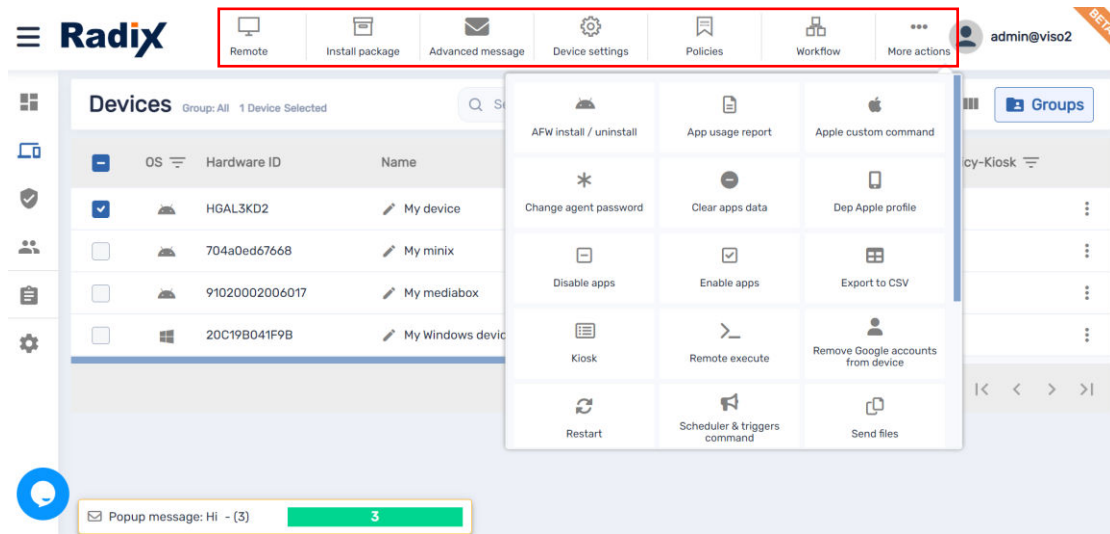 Radix
Remote
Install package
Advanced message
Device settings
Policies
Workflow
More actions
admin@viso2
BETA
Devices Group: All 1 Device Selected
Groups
OS
Hardware ID
Name
cy-Kiosk
HGAL3KD2
My device
704a0ed67668
My minix
91020002006017
My mediabox
20C19B041F9B
My Windows devic
AFW install / uninstall
App usage report
Apple custom command
Change agent password
Clear apps data
Dep Apple profile
Disable apps
Enable apps
Export to CSV
Kiosk
Remote execute
Remove Google accounts
from device
Restart
Scheduler & triggers
command
Send files
Popup message: Hi - (3)
3